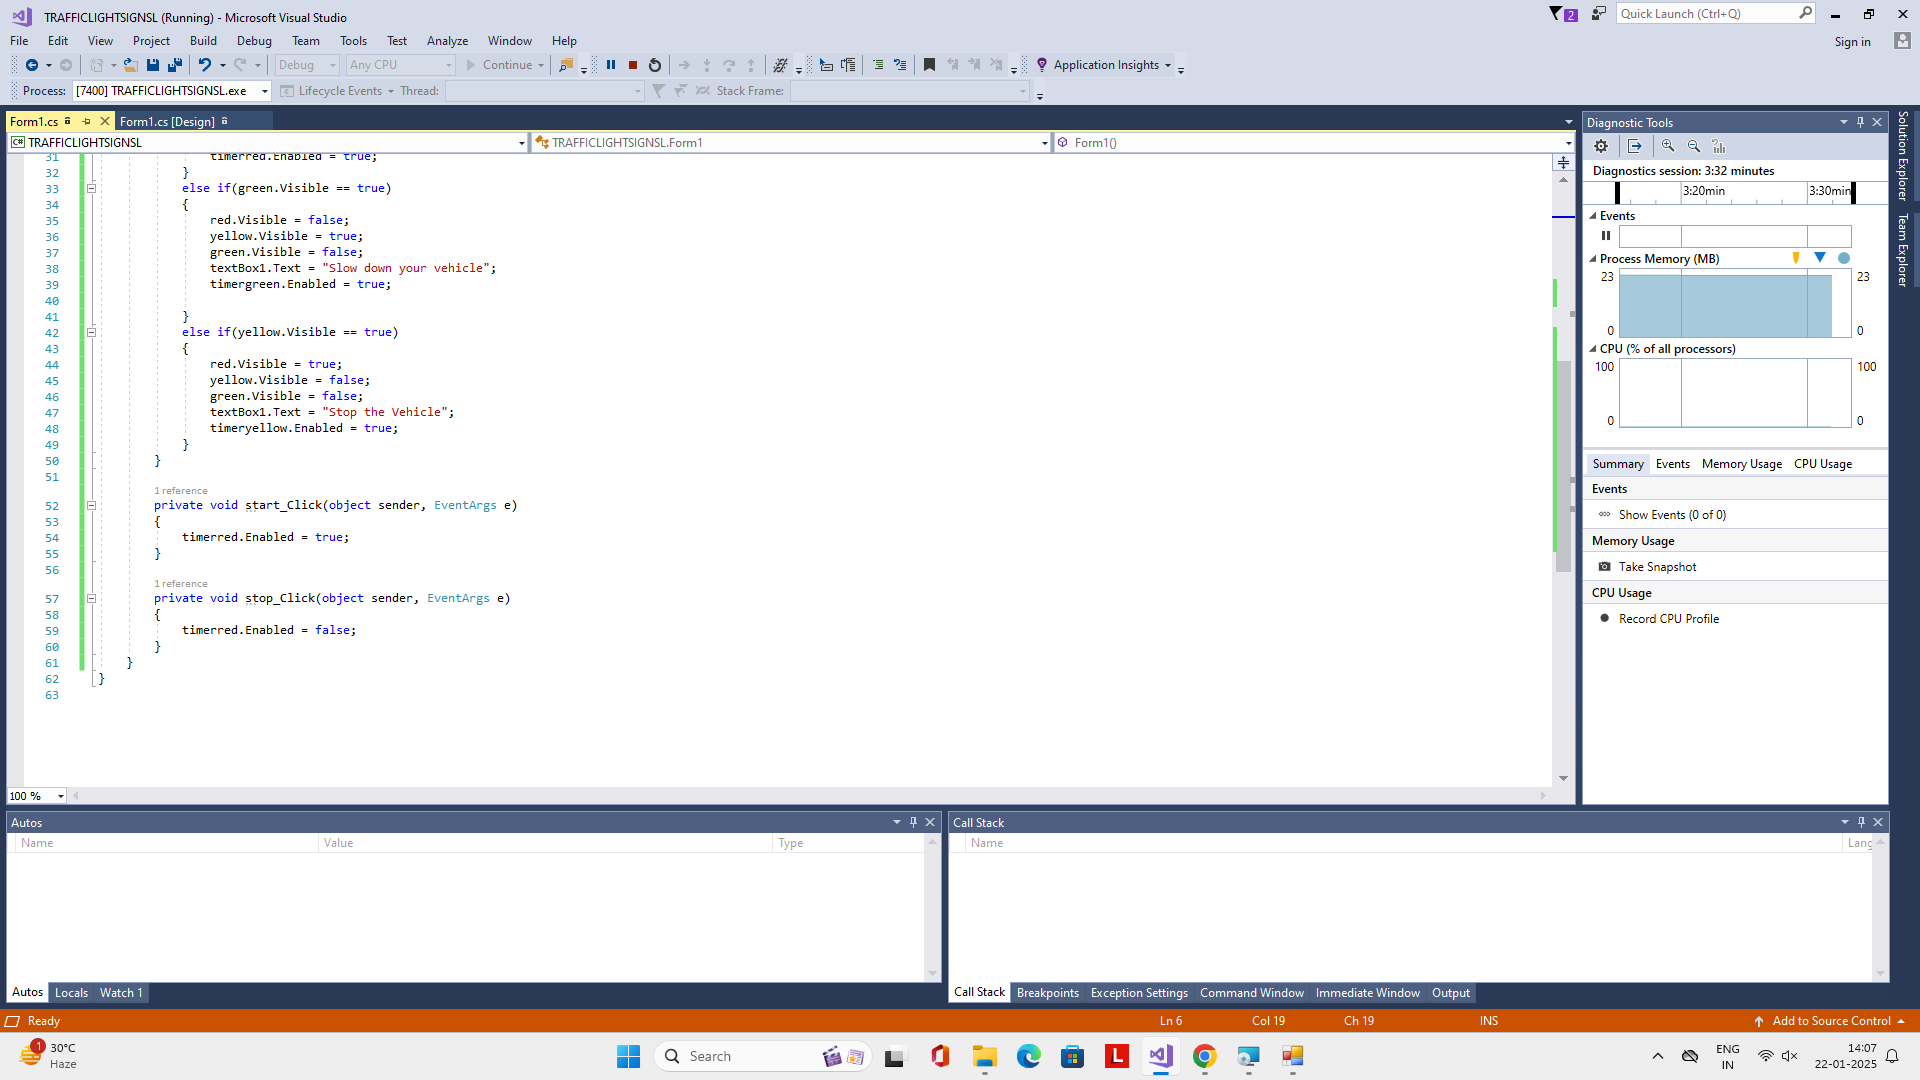 TRAFFICLIGHTSIGNSL (Running) - Microsoft Visual Studio
2
Quick Launch (Ctrl+Q)
File Edit View Project Build Debug Team Tools Test Analyze Window Help
Sign in
Debug Any CPU Continue Application Insights
Process: [7400] TRAFFICLIGHTSIGNSL.exe Lifecycle Events Thread: Stack Frame:
Form1.cs Form1.cs [Design]
C# TRAFFICLIGHTSIGNSL TRAFFICLIGHTSIGNSL.Form1 Form1()
31 timerred.Enabled = true;
32 }
33 else if(green.Visible == true)
34 {
35 red.Visible = false;
36 yellow.Visible = true;
37 green.Visible = false;
38 textBox1.Text = "Slow down your vehicle";
39 timergreen.Enabled = true;
40
41 }
42 else if(yellow.Visible == true)
43 {
44 red.Visible = true;
45 yellow.Visible = false;
46 green.Visible = false;
47 textBox1.Text = "Stop the Vehicle";
48 timeryellow.Enabled = true;
49 }
50 }
51
1 reference
52 private void start_Click(object sender, EventArgs e)
53 {
54 timerred.Enabled = true;
55 }
56
1 reference
57 private void stop_Click(object sender, EventArgs e)
58 {
59 timerred.Enabled = false;
60 }
61 }
62 }
63
100 %
Diagnostic Tools
Diagnostics session: 3:32 minutes
3:20min 3:30min
Events
Process Memory (MB)
23 23
0 0
CPU (% of all processors)
100 100
0 0
Summary Events Memory Usage CPU Usage
Events
Show Events (0 of 0)
Memory Usage
Take Snapshot
CPU Usage
Record CPU Profile
Solution Explorer
Team Explorer
Autos
Name Value Type
Autos Locals Watch 1
Call Stack
Name Lang
Call Stack Breakpoints Exception Settings Command Window Immediate Window Output
Ready Ln 6 Col 19 Ch 19 INS Add to Source Control
1
30°C
Haze
Search
L
ENG
IN
14:07
22-01-2025